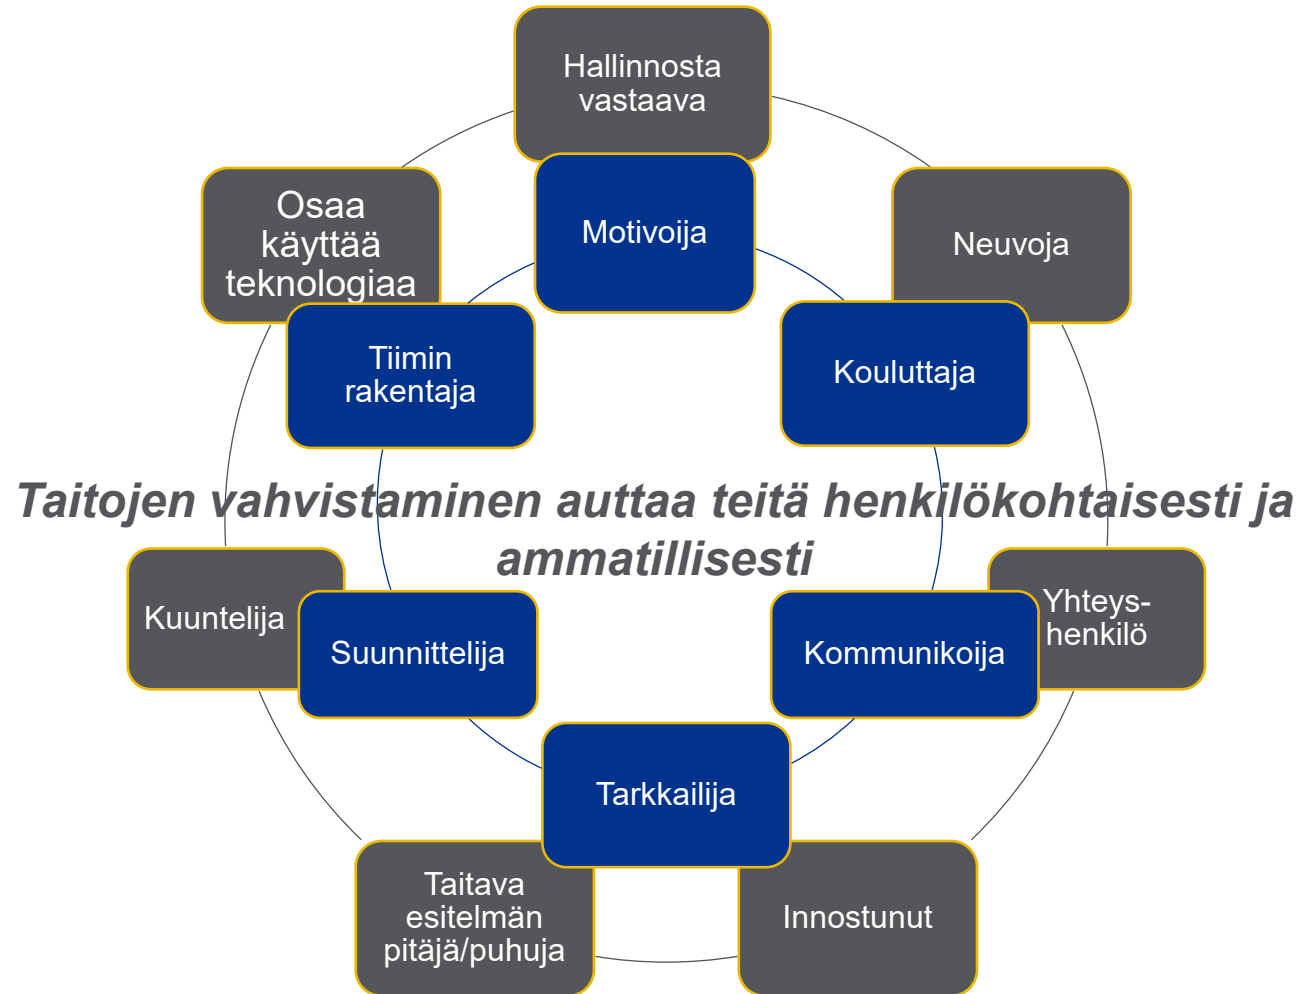 Hallinnosta
vastaava
Motivoija
Osaa
käyttää
teknologiaa
Neuvoja
Tiimin
rakentaja
Kouluttaja
Taitojen vahvistaminen auttaa teitä henkilökohtaisesti ja
ammatillisesti
Kuuntelija
Suunnittelija
Kommunikoija
Yhteys-
henkilö
Tarkkailija
Taitava
esitelmän
pitäjä/puhuja
Innostunut